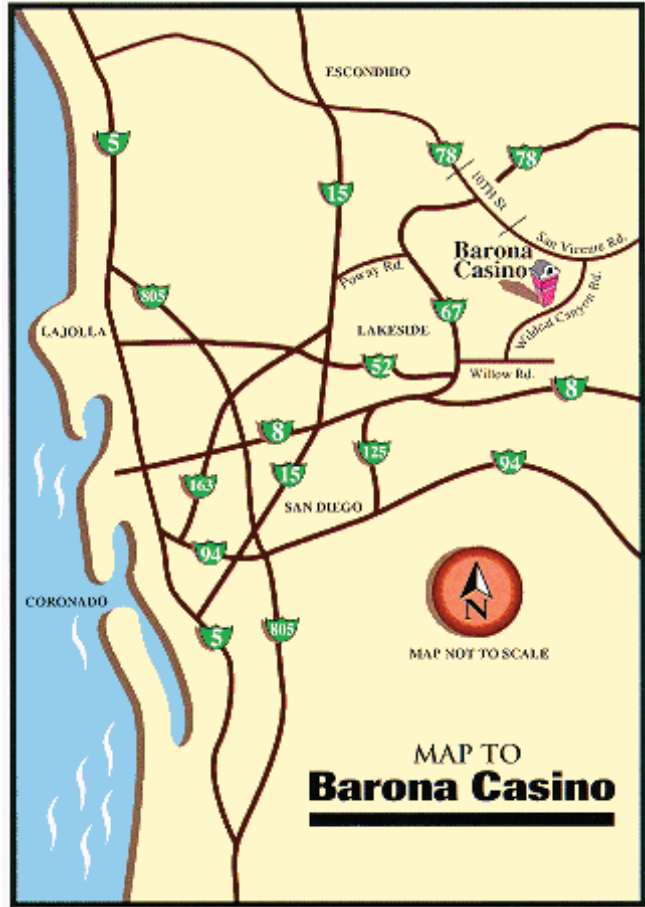 ESCONDIDO
5
78
78
15
10TH St
San Vicente Rd.
Barona
Casino
Poway Rd.
805
67
Wildcat Canyon Rd.
LAJOLLA
LAKESIDE
52
Willow Rd.
8
8
125
15
163
94
SAN DIEGO
94
N
CORONADO
5
805
MAP NOT TO SCALE
MAP TO
Barona Casino